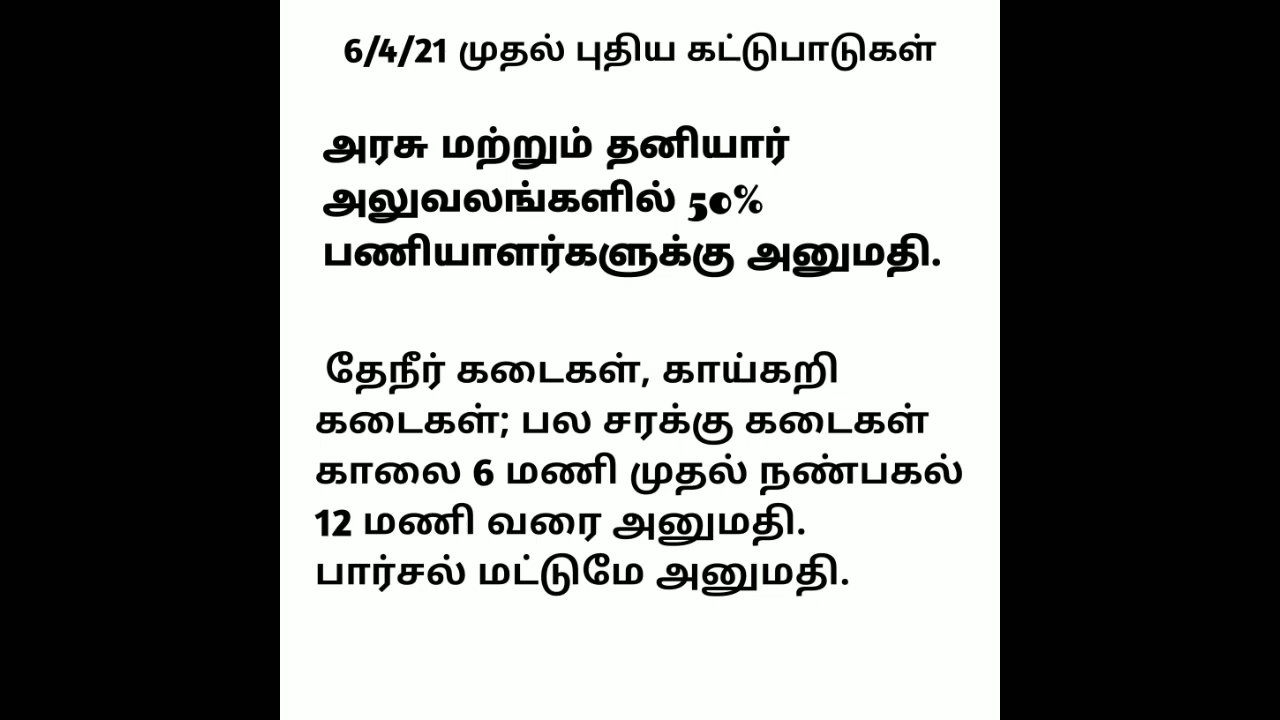 6/4/21 முதல் புதிய கட்டுபாடுகள்
அரசு மற்றும் தனியார்
அலுவலங்களில் 50%
பணியாளர்களுக்கு அனுமதி.
தேநீர் கடைகள், காய்கறி
கடைகள்; பல சரக்கு கடைகள்
காலை 6 மணி முதல் நண்பகல்
12 மணி வரை அனுமதி.
பார்சல் மட்டுமே அனுமதி.